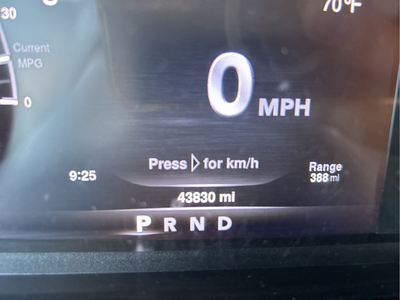 30
70°F
Current
MPG
0
0 MPH
Press ▷ for km/h
9:25
Range
388 mi
43830 mi
P R N D